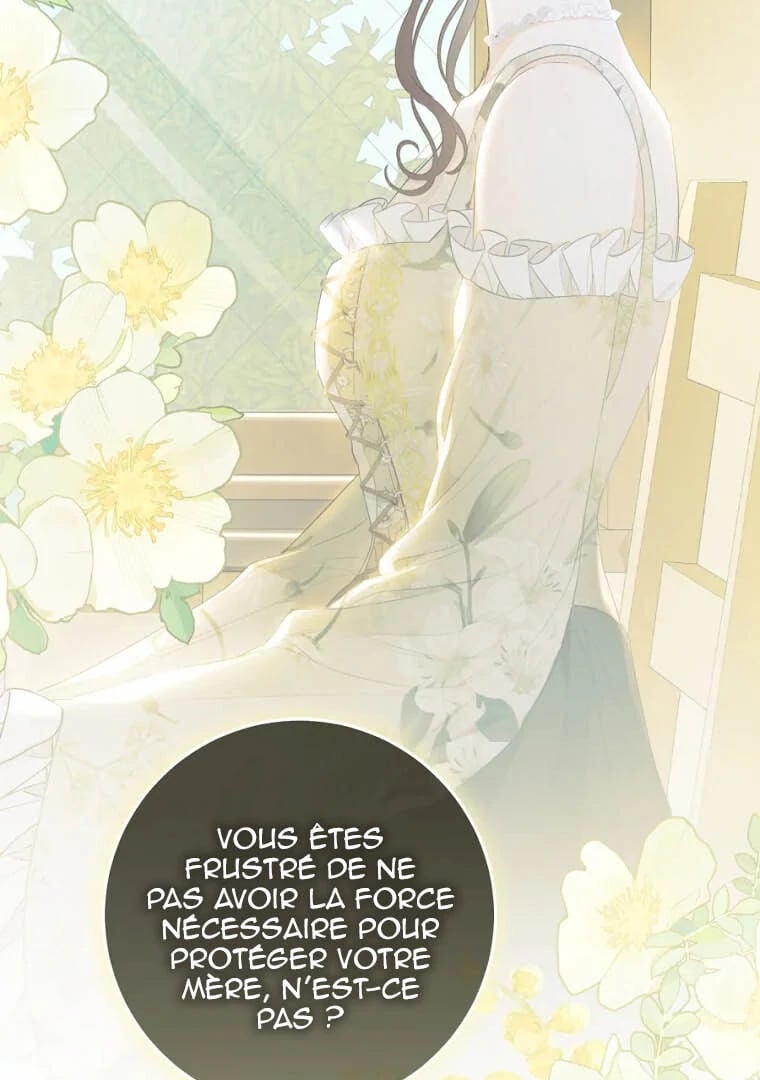 VOUS ÊTES
FRUSTRÉ DE NE
PAS AVOIR LA FORCE
NÉCESSAIRE POUR
PROTÉGER VOTRE
MÈRE, N'EST-CE
PAS ?